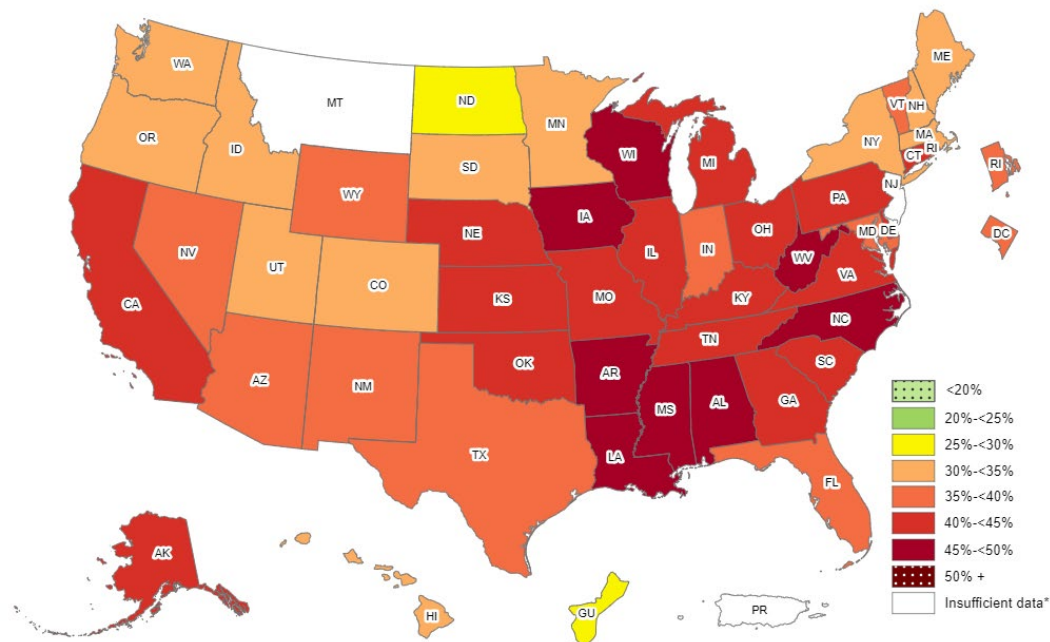 WA
MT
ND
MN
ME
VT
NH
OR
ID
SD
WI
NY
MA
MI
CT
RI
RI
WY
IA
PA
NJ
NE
OH
MD
DE
DC
NV
UT
CO
IL
IN
WV
VA
CA
KS
MO
KY
NC
TN
OK
AR
SC
AZ
NM
MS
AL
GA
TX
LA
FL
AK
HI
GU
PR
<20%
20%-<25%
25%-<30%
30%-<35%
35%-<40%
40%-<45%
45%-<50%
50% +
Insufficient data*